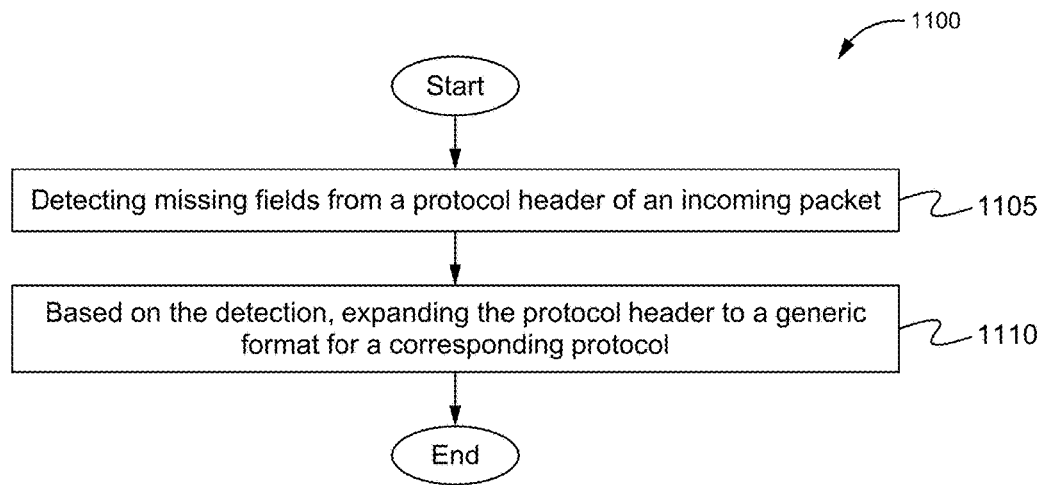 1100
Start
Detecting missing fields from a protocol header of an incoming packet
1105
Based on the detection, expanding the protocol header to a generic
format for a corresponding protocol
1110
End